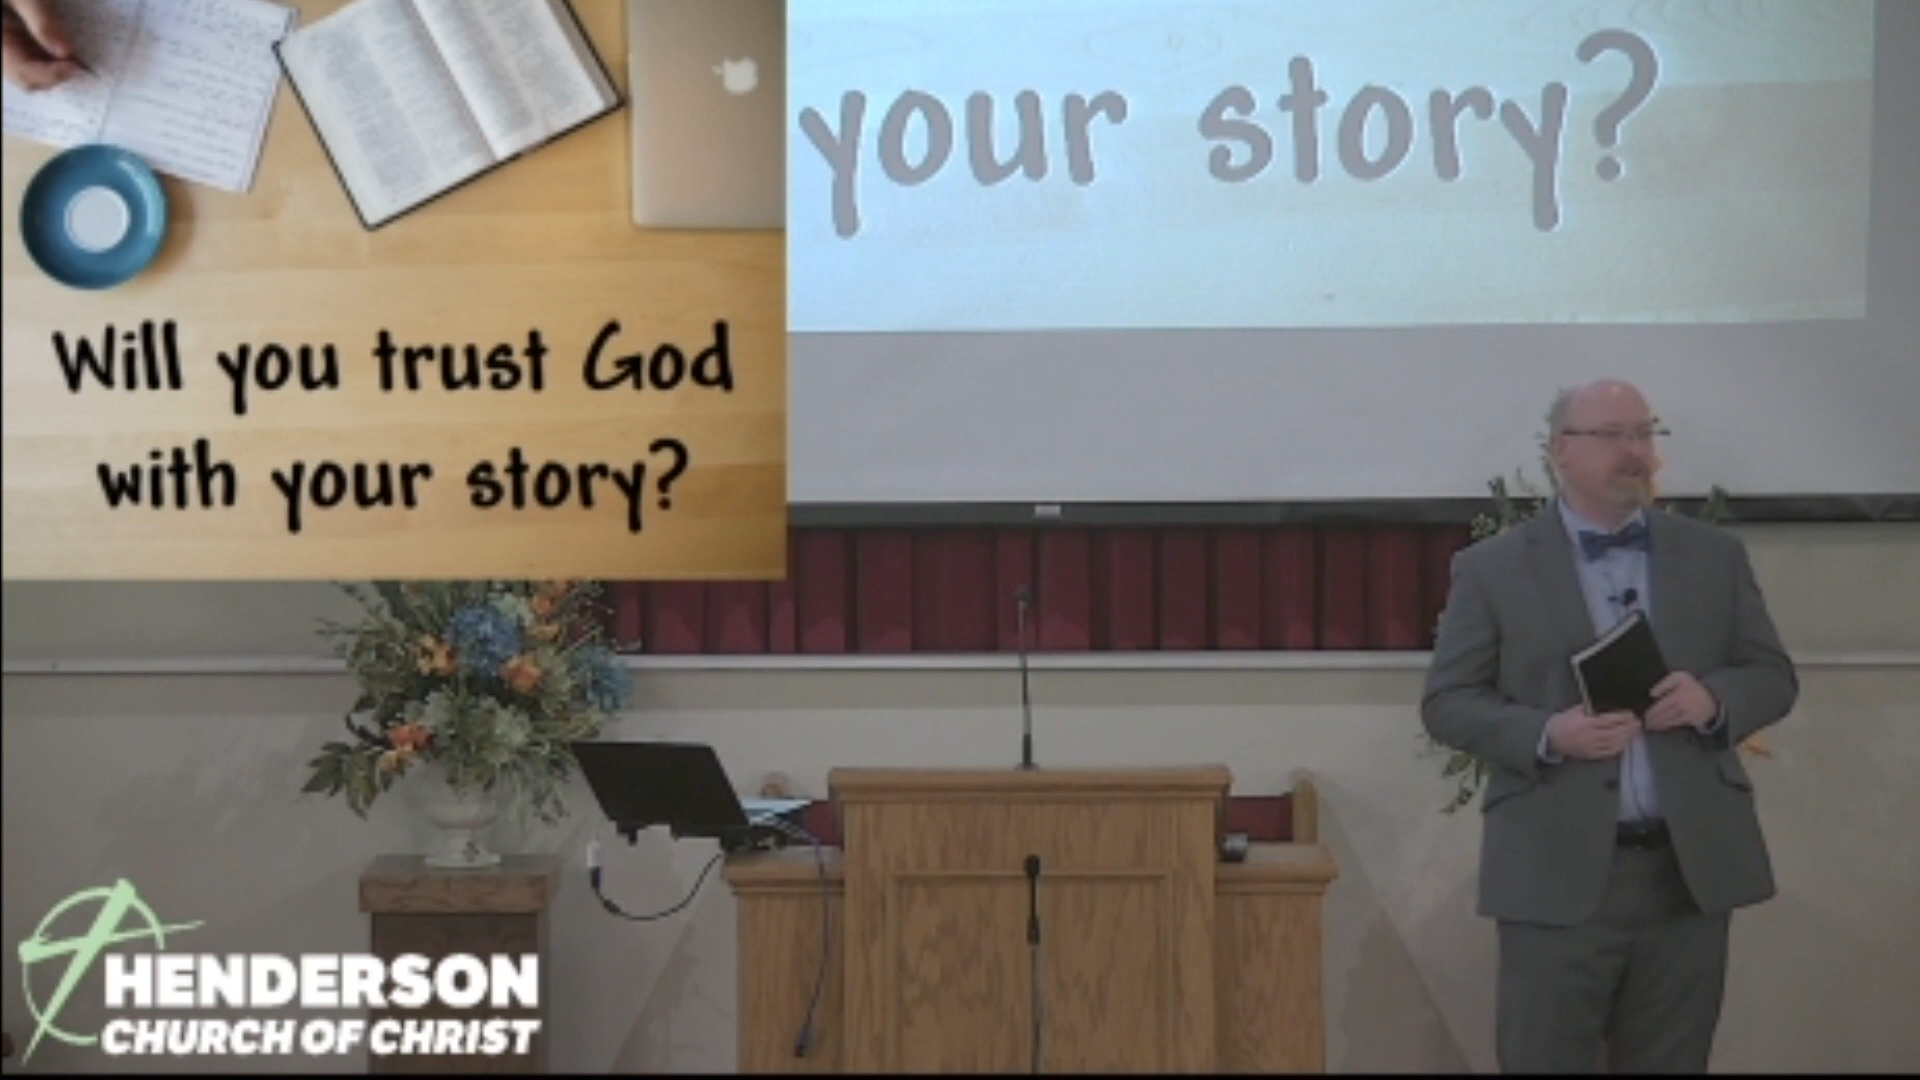 your story?
Will you trust God
with your story?
HENDERSON
CHURCH OF CHRIST